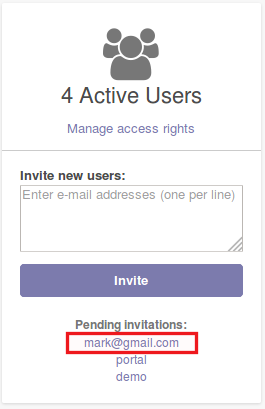 4 Active Users
Manage access rights
Invite new users:
Enter e-mail addresses (one per line)
Invite
Pending invitations:
mark@gmail.com
portal
demo